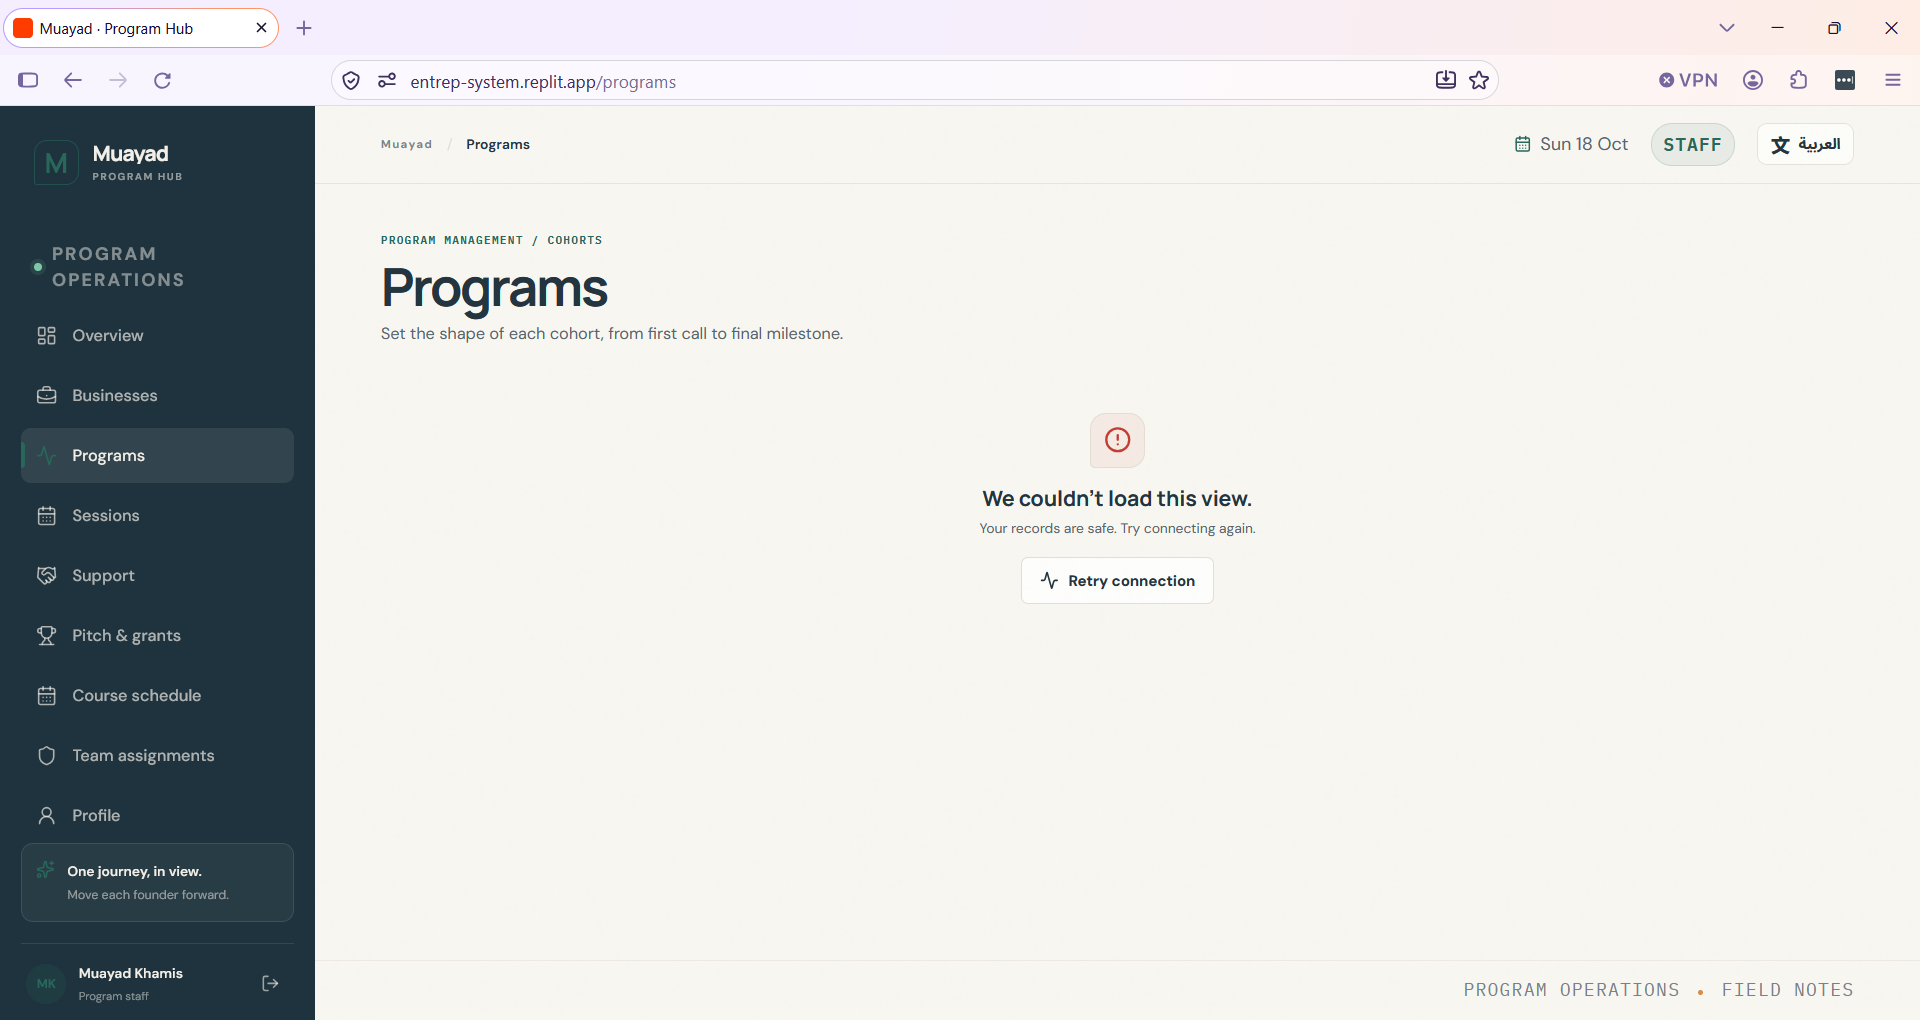 Muayad · Program Hub
entrep-system.replit.app/programs
VPN
M
Muayad
PROGRAM HUB
PROGRAM
OPERATIONS
Overview
Businesses
Programs
Sessions
Support
Pitch & grants
Course schedule
Team assignments
Profile
One journey, in view.
Move each founder forward.
MK
Muayad Khamis
Program staff
Muayad / Programs
Sun 18 Oct
STAFF
文 العربية
PROGRAM MANAGEMENT / COHORTS
Programs
Set the shape of each cohort, from first call to final milestone.
We couldn't load this view.
Your records are safe. Try connecting again.
Retry connection
PROGRAM OPERATIONS • FIELD NOTES